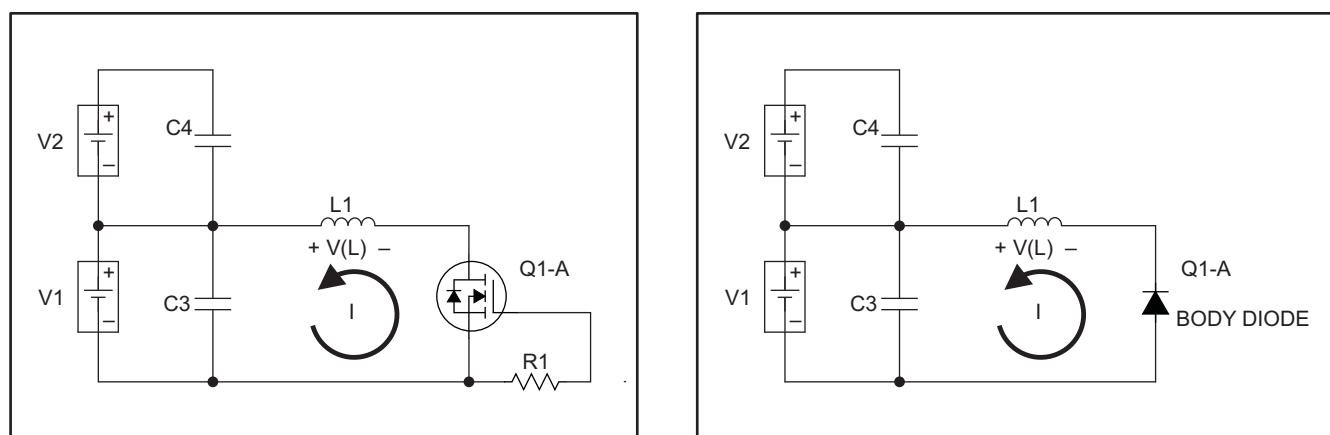 +
V2
–
C4
L1
+ V(L) –
Q1-A
+
V1
–
C3
I
R1
+
V2
–
C4
L1
+ V(L) –
Q1-A
+
V1
–
C3
I
BODY DIODE